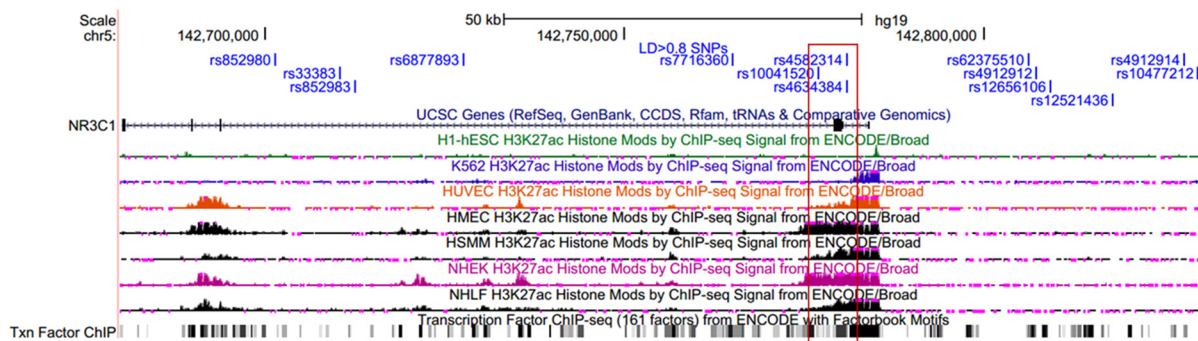 Scale 50 kb hg19
chr5: 142,700,000 142,750,000 142,800,000
LD>0.8 SNPs
rs852980 rs6877893 rs7716360 rs4582314 rs62375510 rs4912914
rs33383 rs10041520 rs4912912 rs10477212
rs852983 rs4634384 rs12656106
rs12521436
UCSC Genes (RefSeq, GenBank, CCDS, Rfam, tRNAs & Comparative Genomics)
NR3C1
H1-hESC H3K27ac Histone Mods by ChIP-seq Signal from ENCODE/Broad
K562 H3K27ac Histone Mods by ChIP-seq Signal from ENCODE/Broad
HUVEC H3K27ac Histone Mods by ChIP-seq Signal from ENCODE/Broad
HMEC H3K27ac Histone Mods by ChIP-seq Signal from ENCODE/Broad
HSMM H3K27ac Histone Mods by ChIP-seq Signal from ENCODE/Broad
NHEK H3K27ac Histone Mods by ChIP-seq Signal from ENCODE/Broad
NHLF H3K27ac Histone Mods by ChIP-seq Signal from ENCODE/Broad
Transcription Factor ChIP-seq (161 factors) from ENCODE with Factorbook Motifs
Txn Factor ChIP